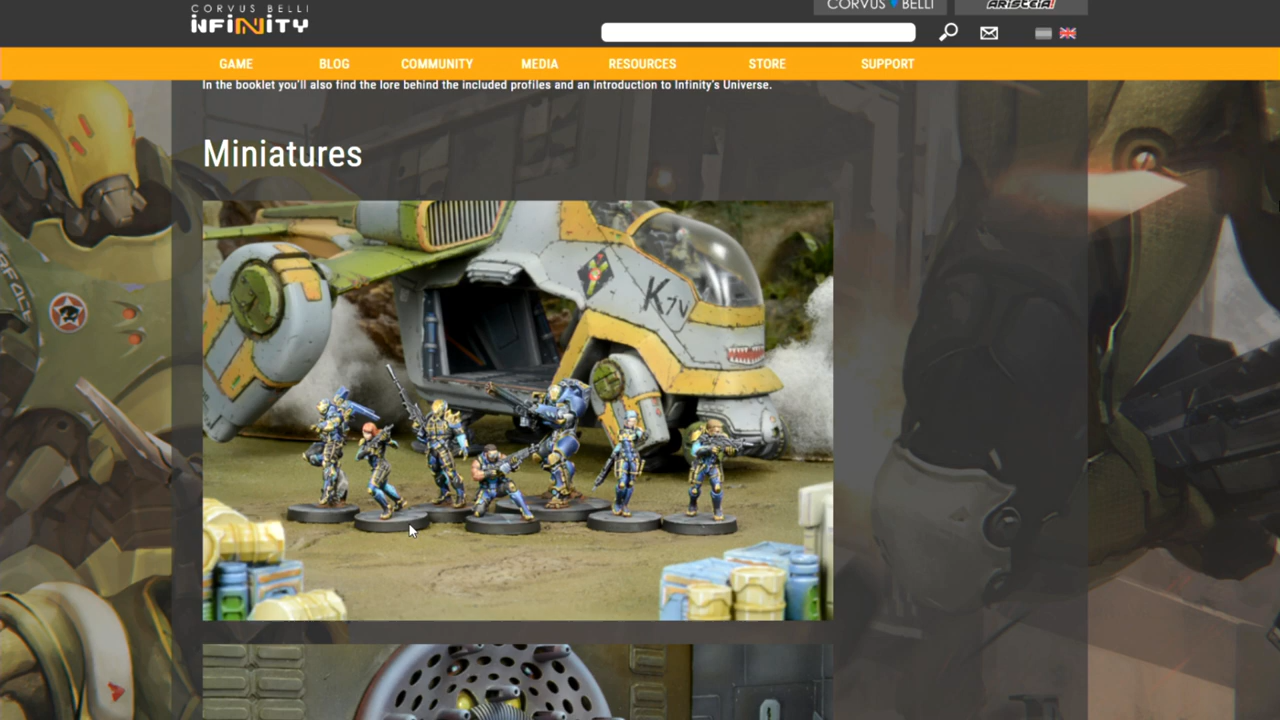 CORVUS BELLI
INFINITY
CORVUS BELLI
ARISTEIA!
GAME BLOG COMMUNITY MEDIA RESOURCES STORE SUPPORT
In the booklet you'll also find the lore behind the included profiles and an introduction to Infinity's Universe.
Miniatures
K7V